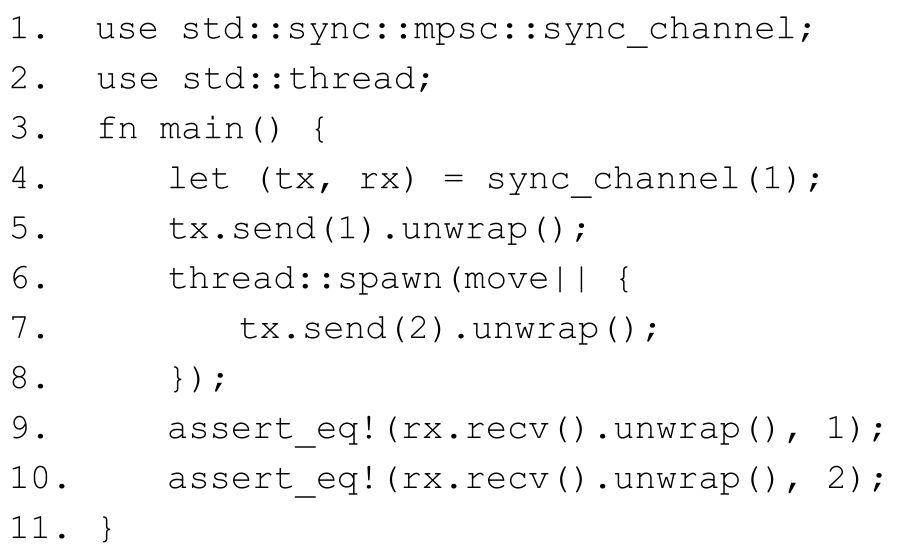 1. use std::sync::mpsc::sync_channel;
2. use std::thread;
3. fn main() {
4. let (tx, rx) = sync_channel(1);
5. tx.send(1).unwrap();
6. thread::spawn(move|| {
7. tx.send(2).unwrap();
8. });
9. assert_eq!(rx.recv().unwrap(), 1);
10. assert_eq!(rx.recv().unwrap(), 2);
11. }